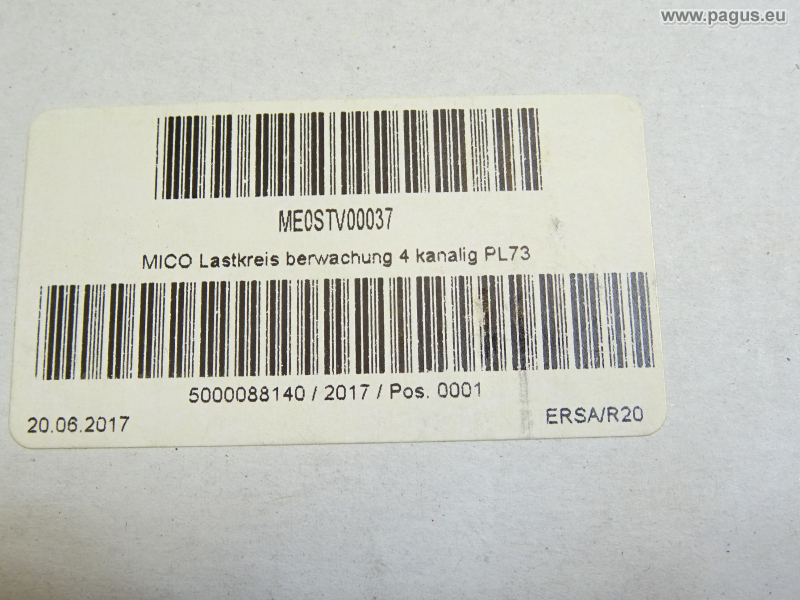 www.pagus.eu
ME0STV00037
MICO Lastkreis berwachung 4 kanalig PL73
5000088140 / 2017 / Pos. 0001
20.06.2017
ERSA/R20